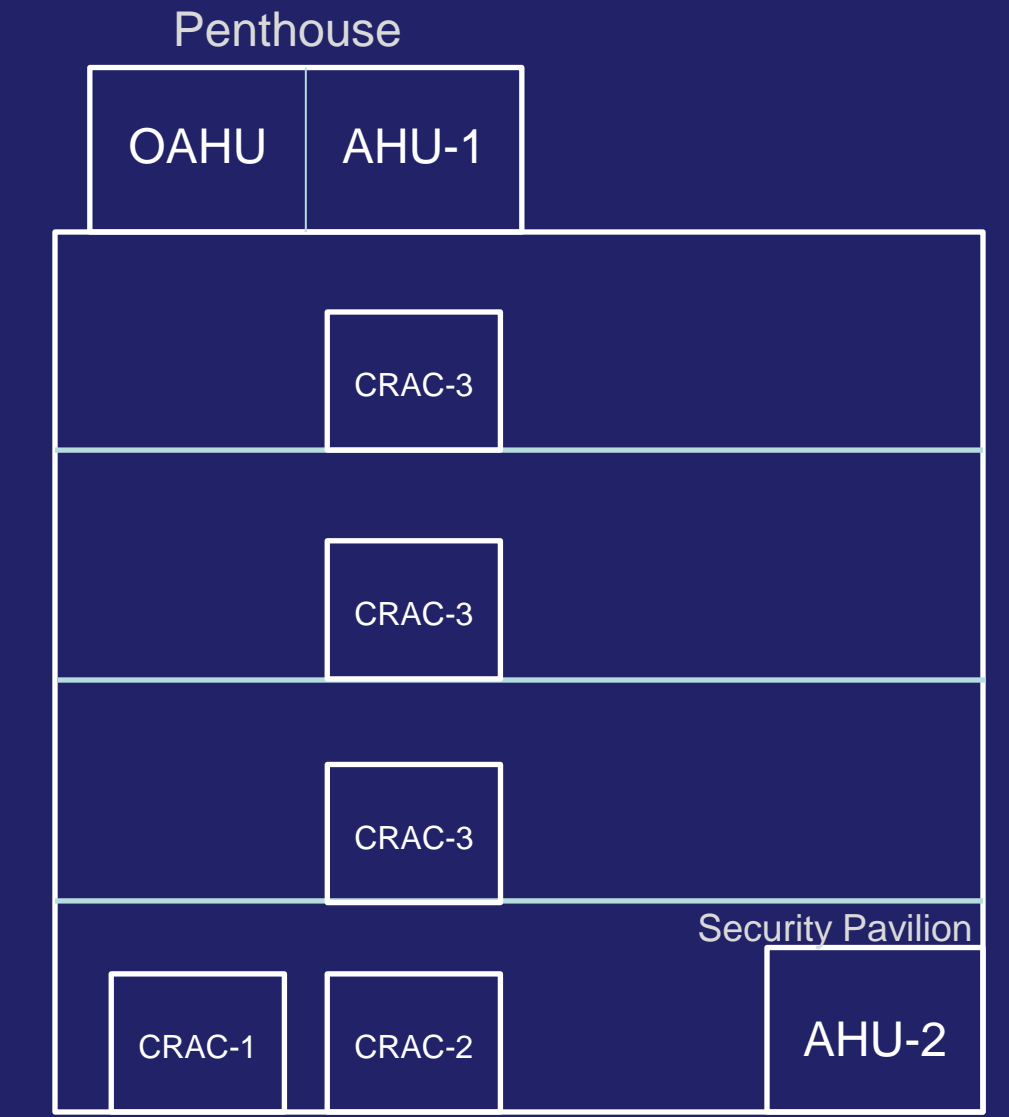 Penthouse
OAHU
AHU-1
CRAC-3
CRAC-3
CRAC-3
Security Pavilion
CRAC-1
CRAC-2
AHU-2